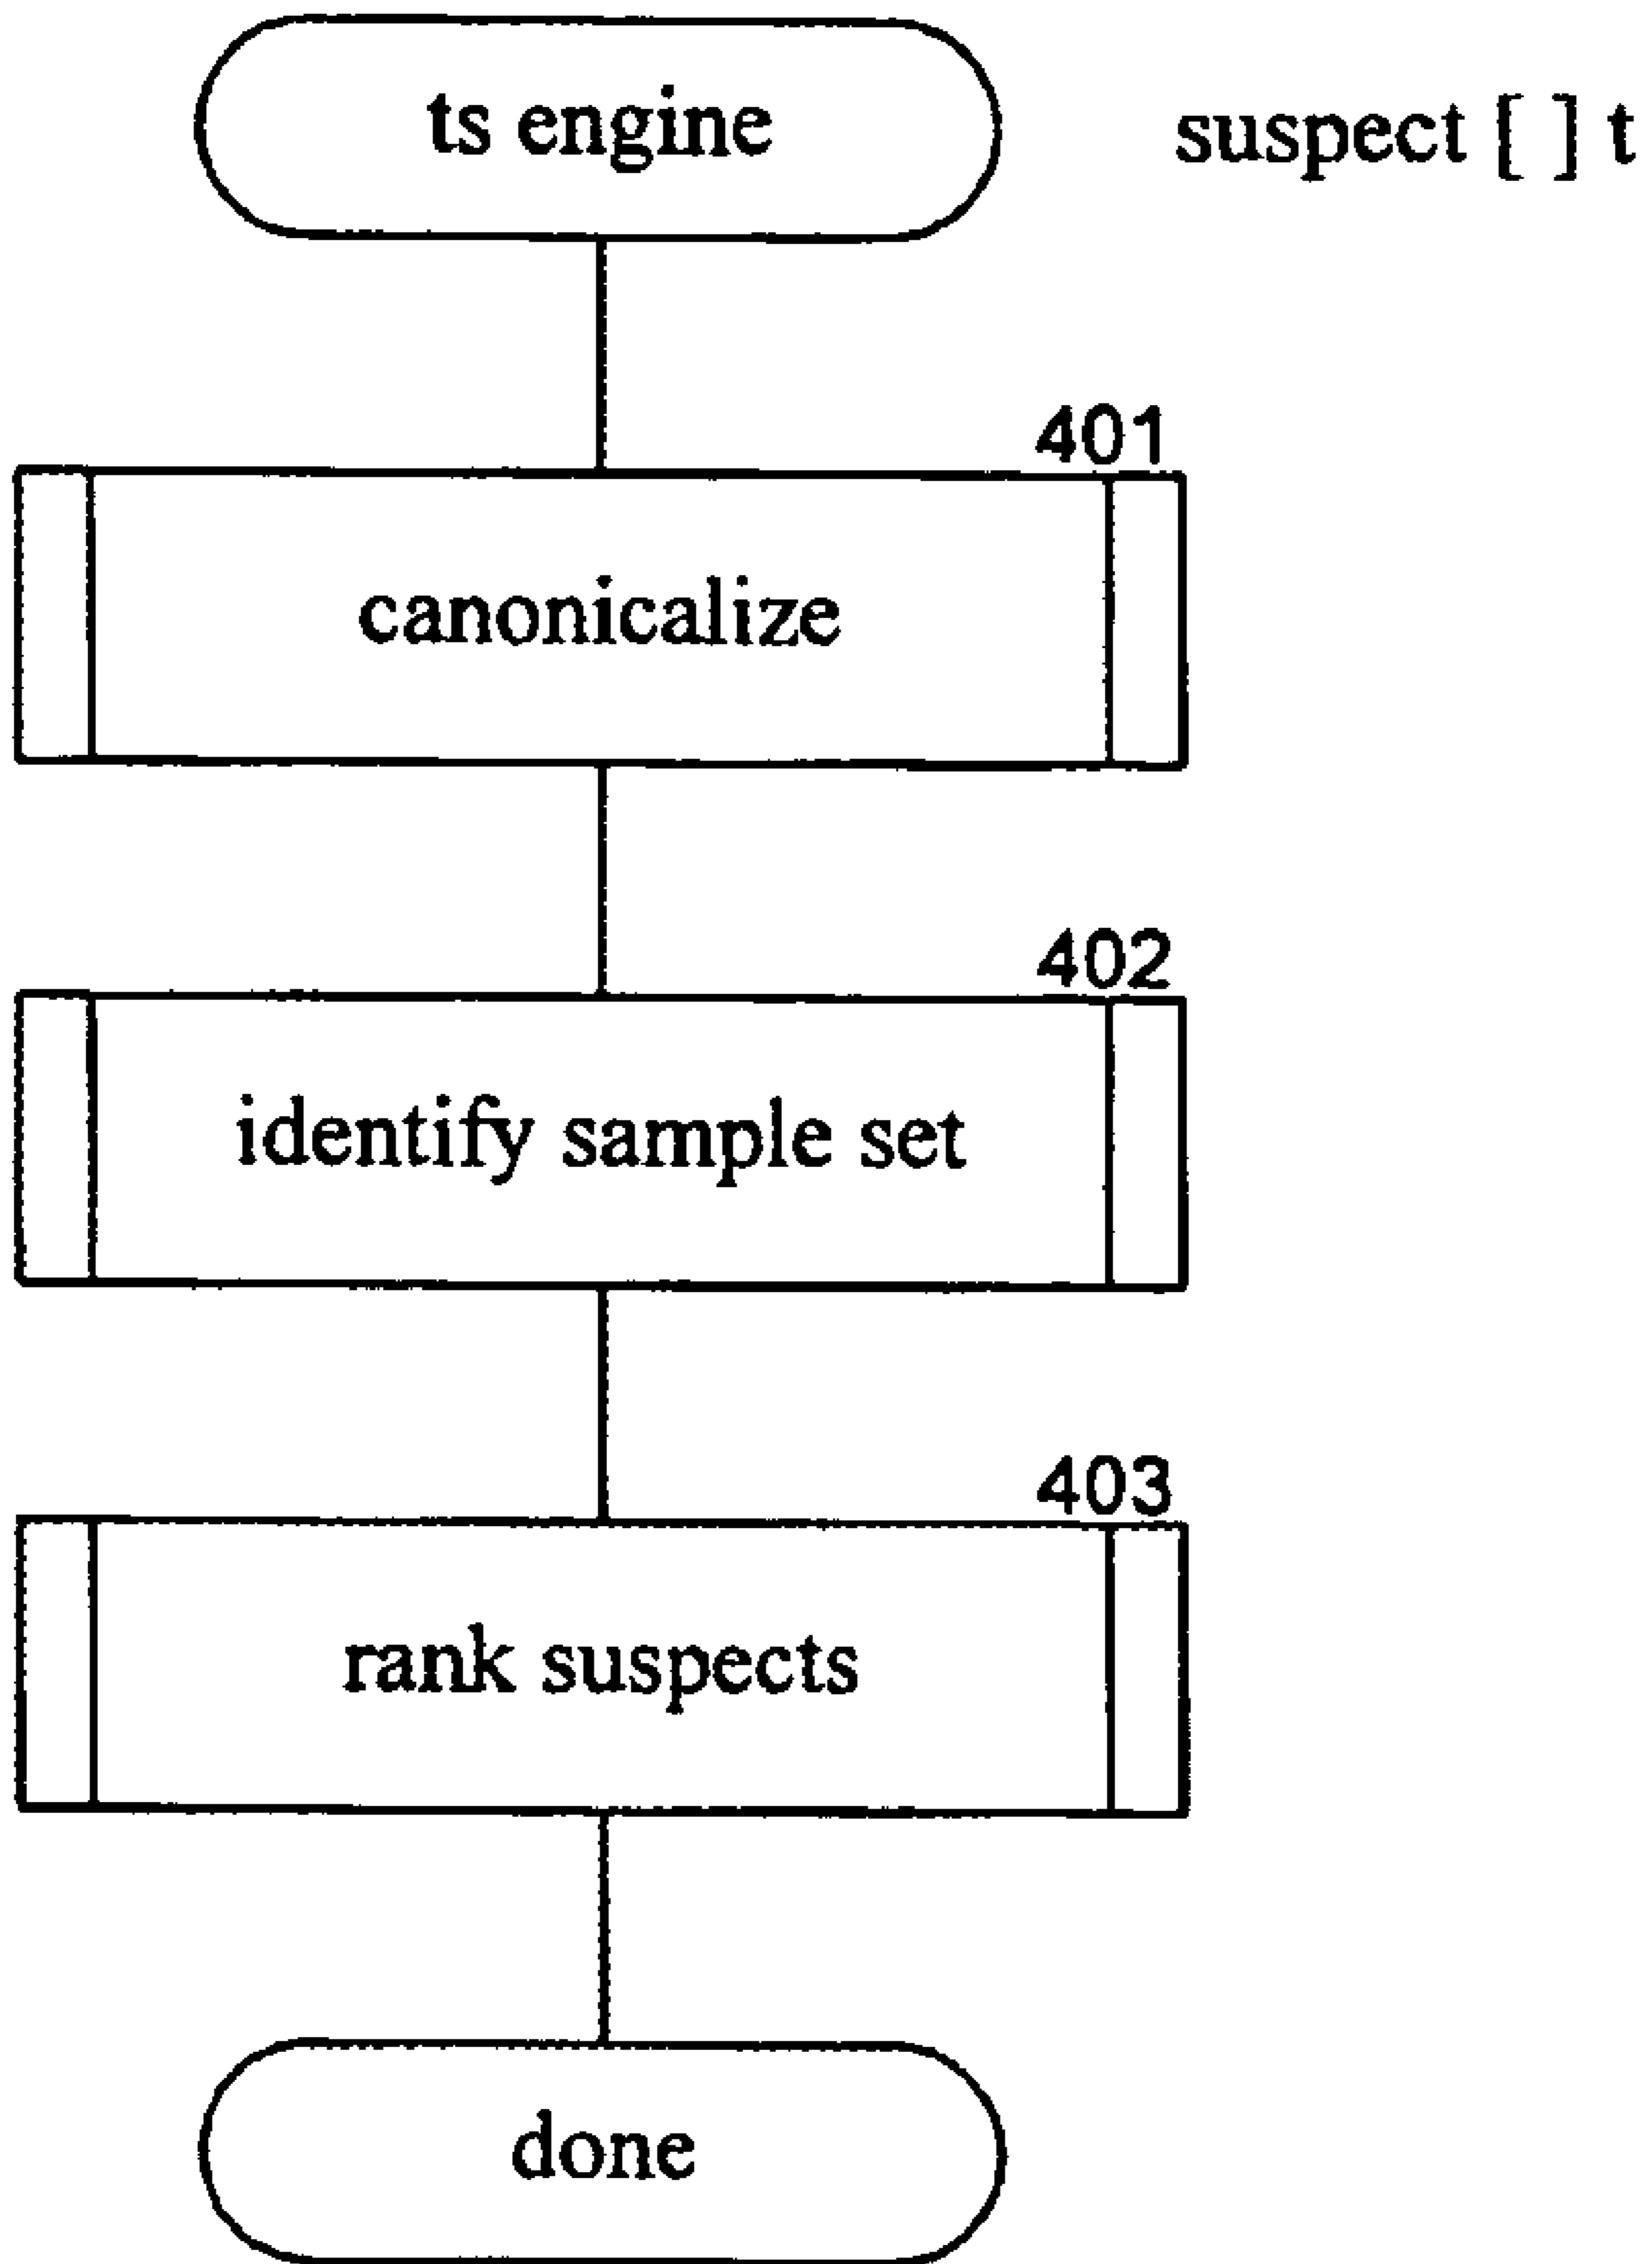 ts engine
suspect [ ] t
401
canonicalize
402
identify sample set
403
rank suspects
done